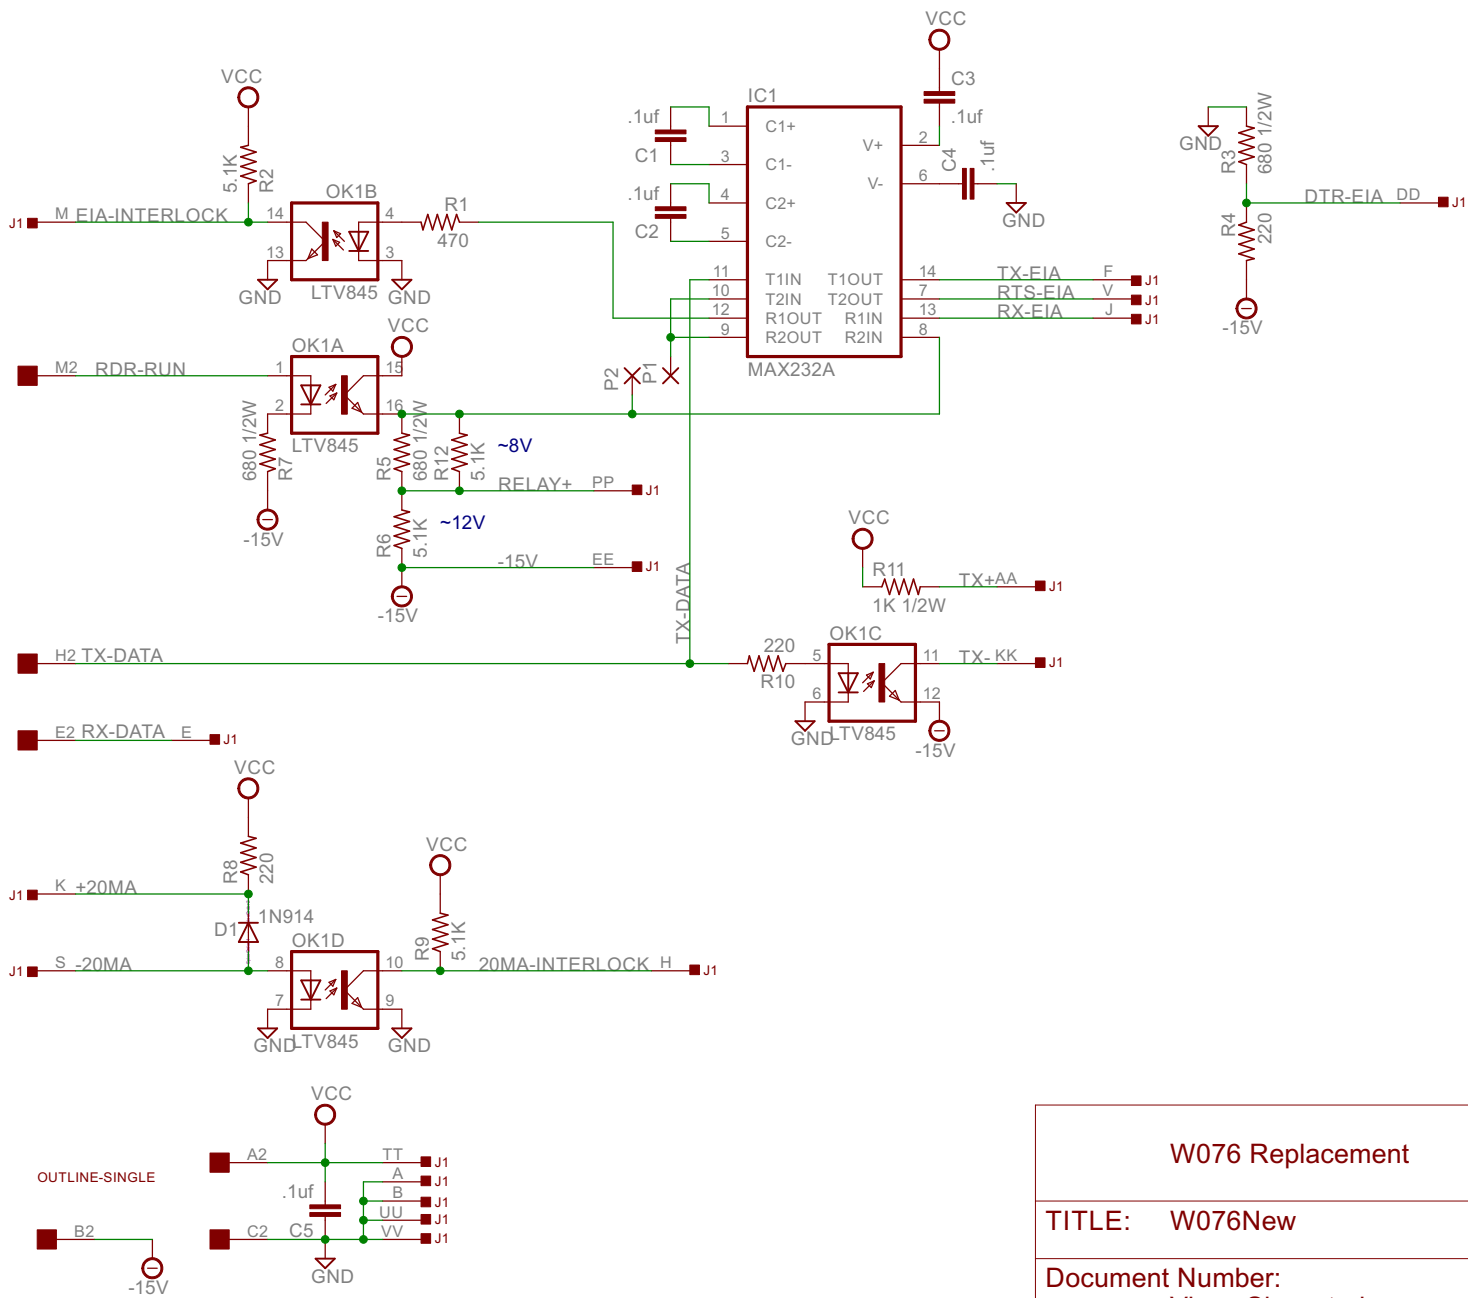 VCC
C3
.1uf
IC1
.1uf
1
C1+
C1
3
C1-
V+
2
C4
.1uf
V-
6
GND
.1uf
4
C2+
C2
5
C2-
11
T1IN
T1OUT
14
TX-EIA
F
J1
10
T2IN
T2OUT
7
RTS-EIA
V
J1
12
R1OUT
R1IN
13
RX-EIA
J
J1
9
R2OUT
R2IN
8
MAX232A
GND
R3
680 1/2W
DTR-EIA
DD
J1
R4
220
-15V
VCC
5.1K
R2
J1
M
EIA-INTERLOCK
14
OK1B
4
R1
470
13
3
GND
LTV845
GND
VCC
OK1A
M2
RDR-RUN
1
15
2
16
LTV845
680 1/2W
R7
-15V
R5
680 1/2W
R12
5.1K
~8V
P2
P1
RELAY+
PP
J1
R6
5.1K
~12V
-15V
EE
J1
-15V
TX-DATA
VCC
R11
1K 1/2W
TX+
AA
J1
H2
TX-DATA
220
R10
OK1C
5
11
TX-
KK
J1
6
12
GND
LTV845
-15V
E2
RX-DATA
E
J1
VCC
R8
220
J1
K
+20MA
D1
1N914
J1
S
-20MA
OK1D
8
10
7
9
GND
LTV845
GND
VCC
R9
5.1K
20MA-INTERLOCK
H
J1
VCC
OUTLINE-SINGLE
A2
TT
J1
A
J1
.1uf
B
J1
UU
J1
B2
C2
C5
VV
J1
-15V
GND
W076 Replacement
TITLE:
W076New
Document Number: